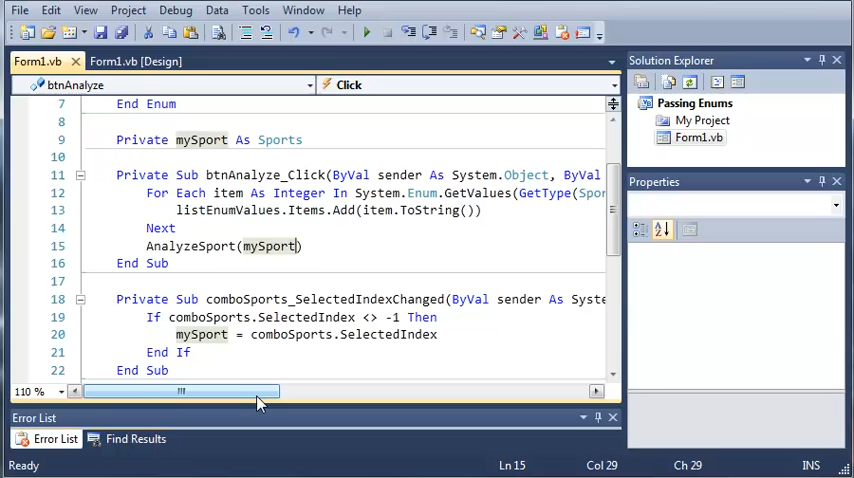 File Edit View Project Debug Data Tools Window Help
Form1.vb Form1.vb [Design]
btnAnalyze Click
7 End Enum
8
9 Private mySport As Sports
10
11 Private Sub btnAnalyze_Click(ByVal sender As System.Object, ByVal
12 For Each item As Integer In System.Enum.GetValues(GetType(Spor
13 listEnumValues.Items.Add(item.ToString())
14 Next
15 AnalyzeSport(mySport)
16 End Sub
17
18 Private Sub comboSports_SelectedIndexChanged(ByVal sender As Syste
19 If comboSports.SelectedIndex <> -1 Then
20 mySport = comboSports.SelectedIndex
21 End If
22 End Sub
110 %
Error List
Error List Find Results
Ready Ln 15 Col 29 Ch 29 INS
Solution Explorer
Passing Enums
My Project
Form1.vb
Properties